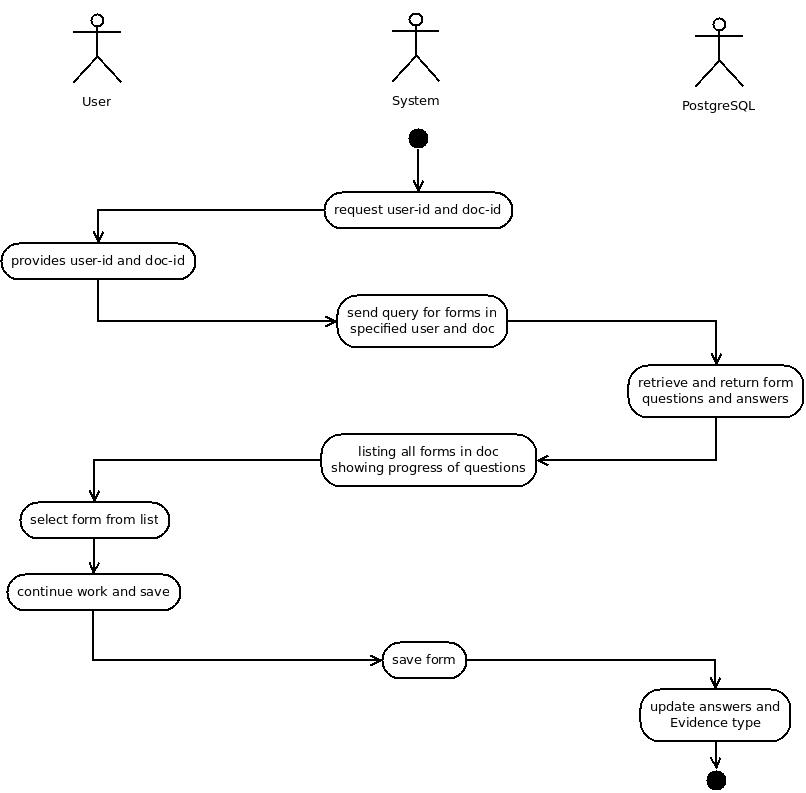 User
System
PostgreSQL
request user-id and doc-id
provides user-id and doc-id
send query for forms in
specified user and doc
retrieve and return form
questions and answers
listing all forms in doc
showing progress of questions
select form from list
continue work and save
save form
update answers and
Evidence type